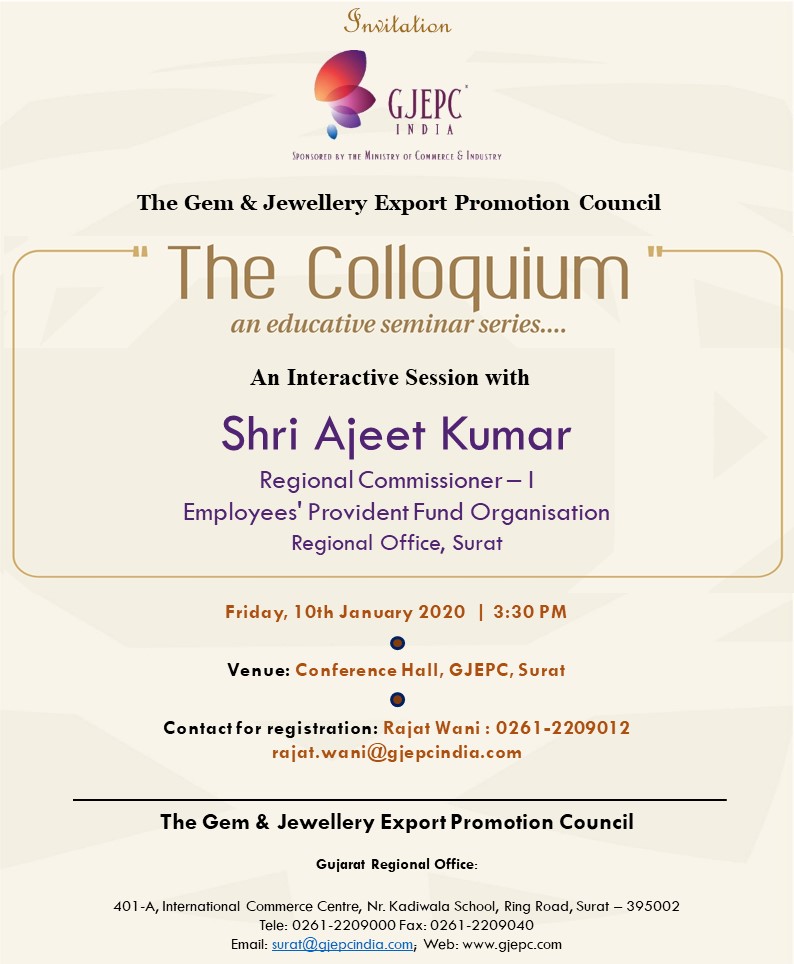 Invitation
GJEPC
INDIA
SPONSORED BY THE MINISTRY OF COMMERCE & INDUSTRY
The Gem & Jewellery Export Promotion Council
" The Colloquium "
an educative seminar series....
An Interactive Session with
Shri Ajeet Kumar
Regional Commissioner – I
Employees' Provident Fund Organisation
Regional Office, Surat
Friday, 10th January 2020 | 3:30 PM
Venue: Conference Hall, GJEPC, Surat
Contact for registration: Rajat Wani : 0261-2209012
rajat.wani@gjepcindia.com
The Gem & Jewellery Export Promotion Council
Gujarat Regional Office:
401-A, International Commerce Centre, Nr. Kadiwala School, Ring Road, Surat – 395002
Tele: 0261-2209000 Fax: 0261-2209040
Email: surat@gjepcindia.com; Web: www.gjepc.com